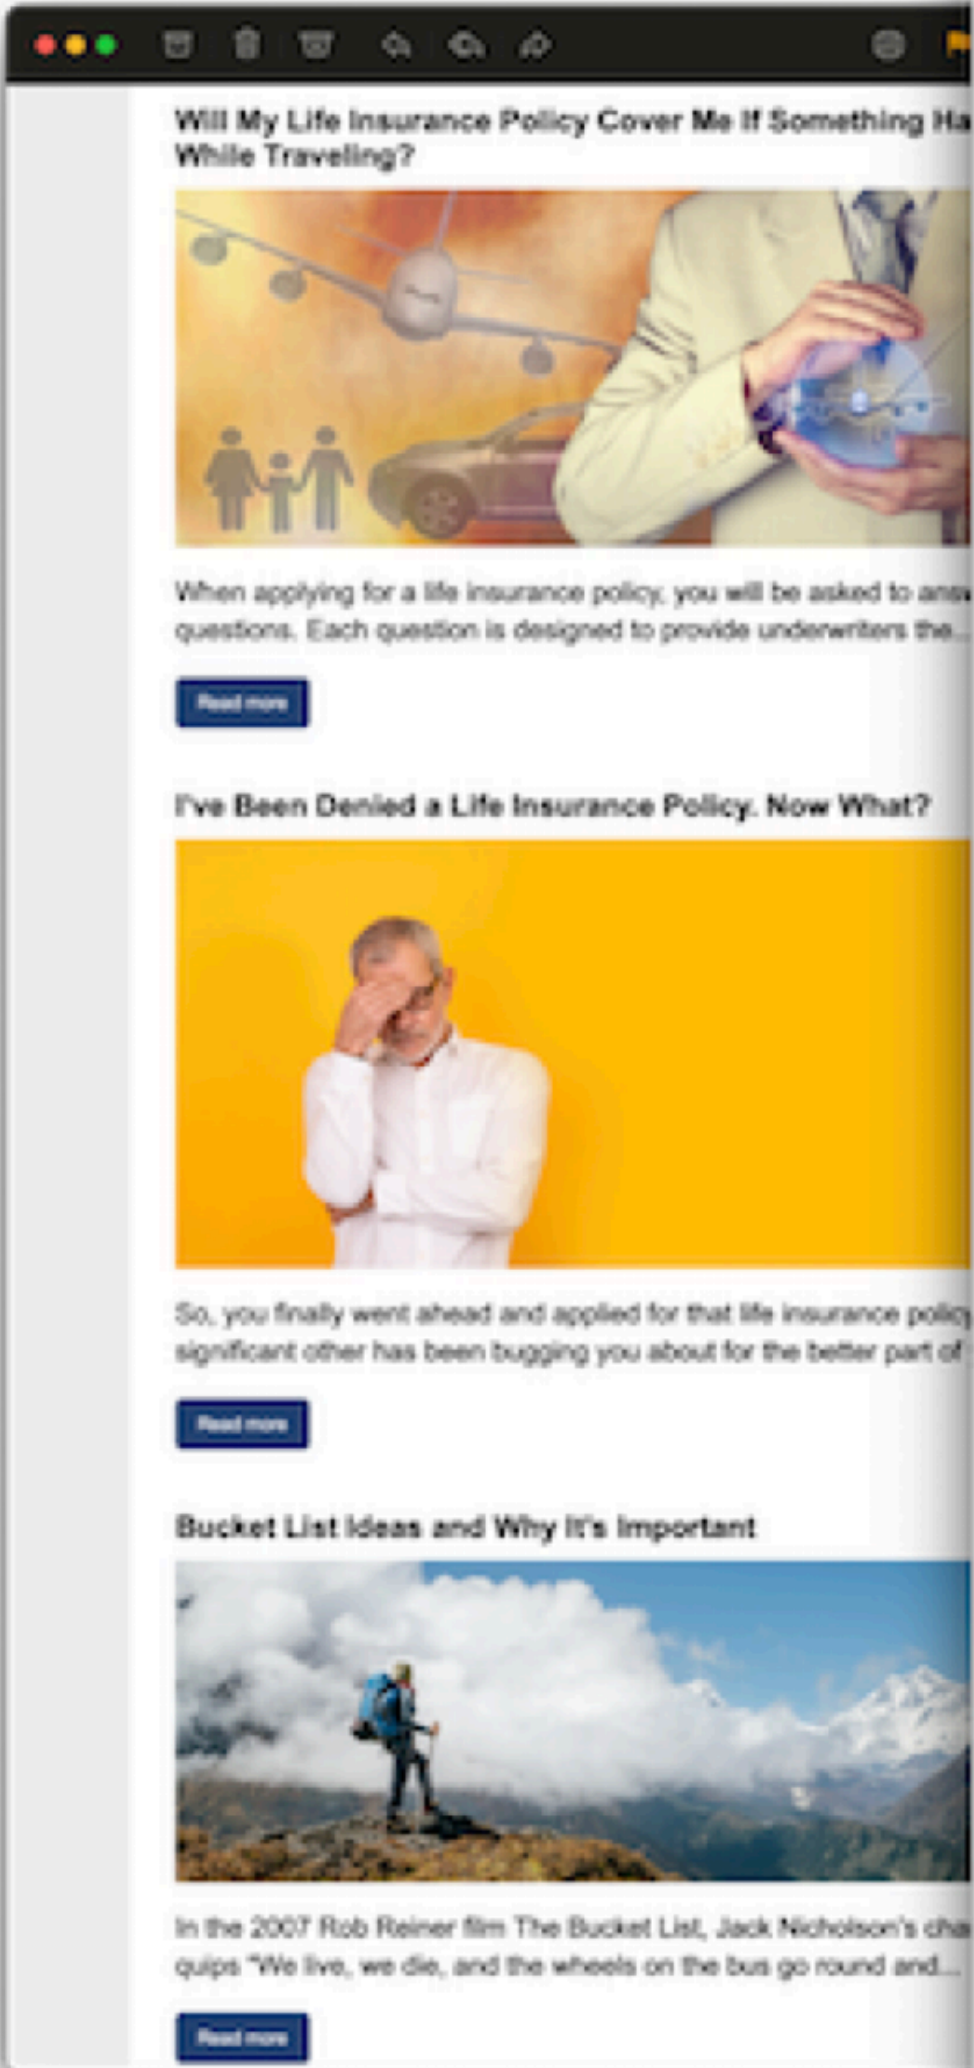 Will My Life Insurance Policy Cover Me If Something Ha
While Traveling?
When applying for a life insurance policy, you will be asked to answ
questions. Each question is designed to provide underwriters the...
Read more
I've Been Denied a Life Insurance Policy. Now What?
So, you finally went ahead and applied for that life insurance policy
significant other has been bugging you about for the better part of
Read more
Bucket List Ideas and Why It's Important
In the 2007 Rob Reiner film The Bucket List, Jack Nicholson's cha
quips "We live, we die, and the wheels on the bus go round and...
Read more